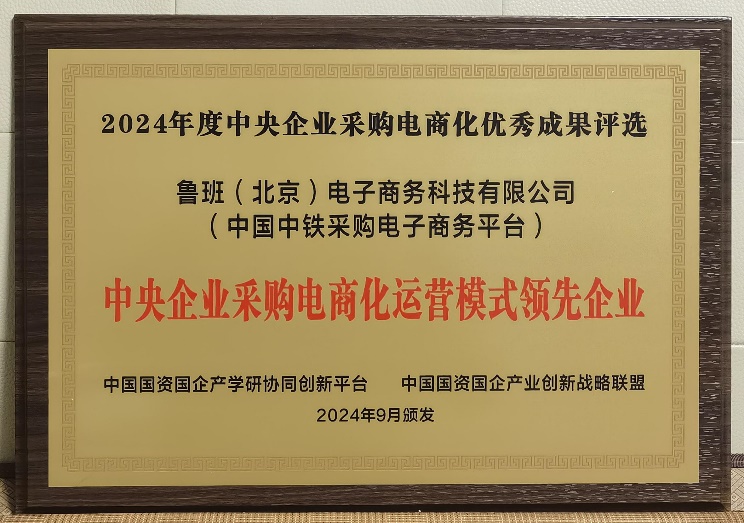 2024年度中央企业采购电商化优秀成果评选
鲁班（北京）电子商务科技有限公司
（中国中铁采购电子商务平台）
中央企业采购电商化运营模式领先企业
中国国资国企产学研协同创新平台 中国国资国企产业创新战略联盟
2024年9月颁发